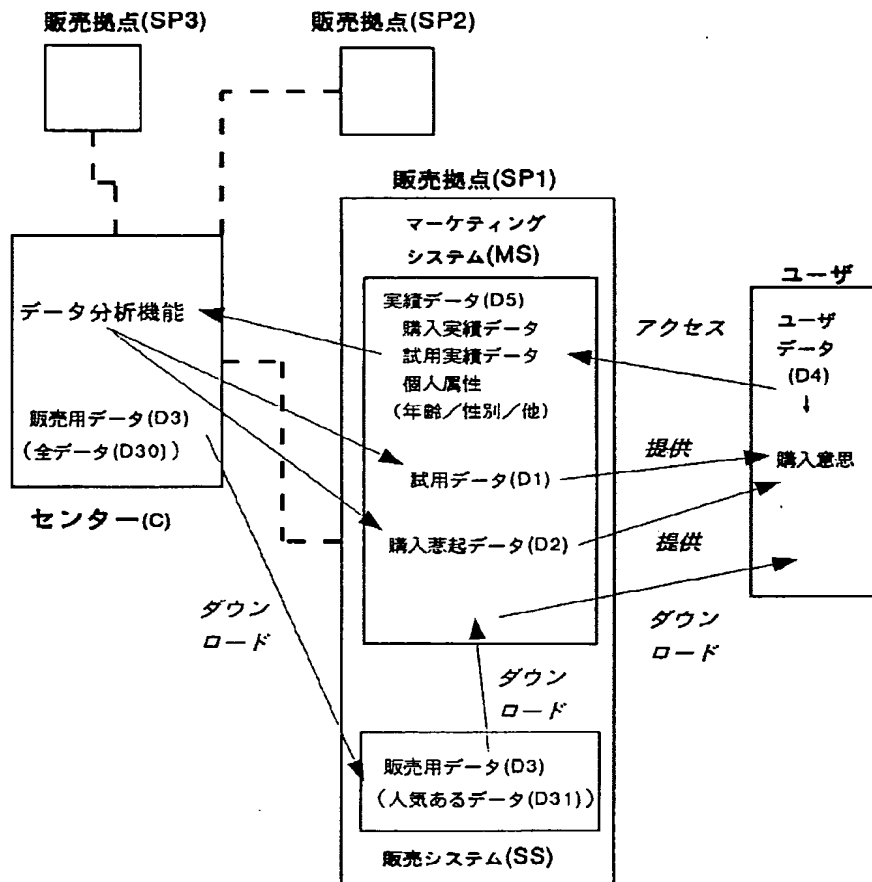 販売拠点(SP3)
販売拠点(SP2)
販売拠点(SP1)
マーケティング
システム(MS)
データ分析機能
販売用データ(D3)
(全データ(D30))
センター(C)
実績データ(D5)
購入実績データ
試用実績データ
個人属性
(年齢/性別/他)
試用データ(D1)
購入惹起データ(D2)
アクセス
提供
提供
ユーザ
ユーザ
データ
(D4)
↓
購入意思
ダウン
ロード
ダウン
ロード
ダウン
ロード
販売用データ(D3)
(人気あるデータ(D31))
販売システム(SS)